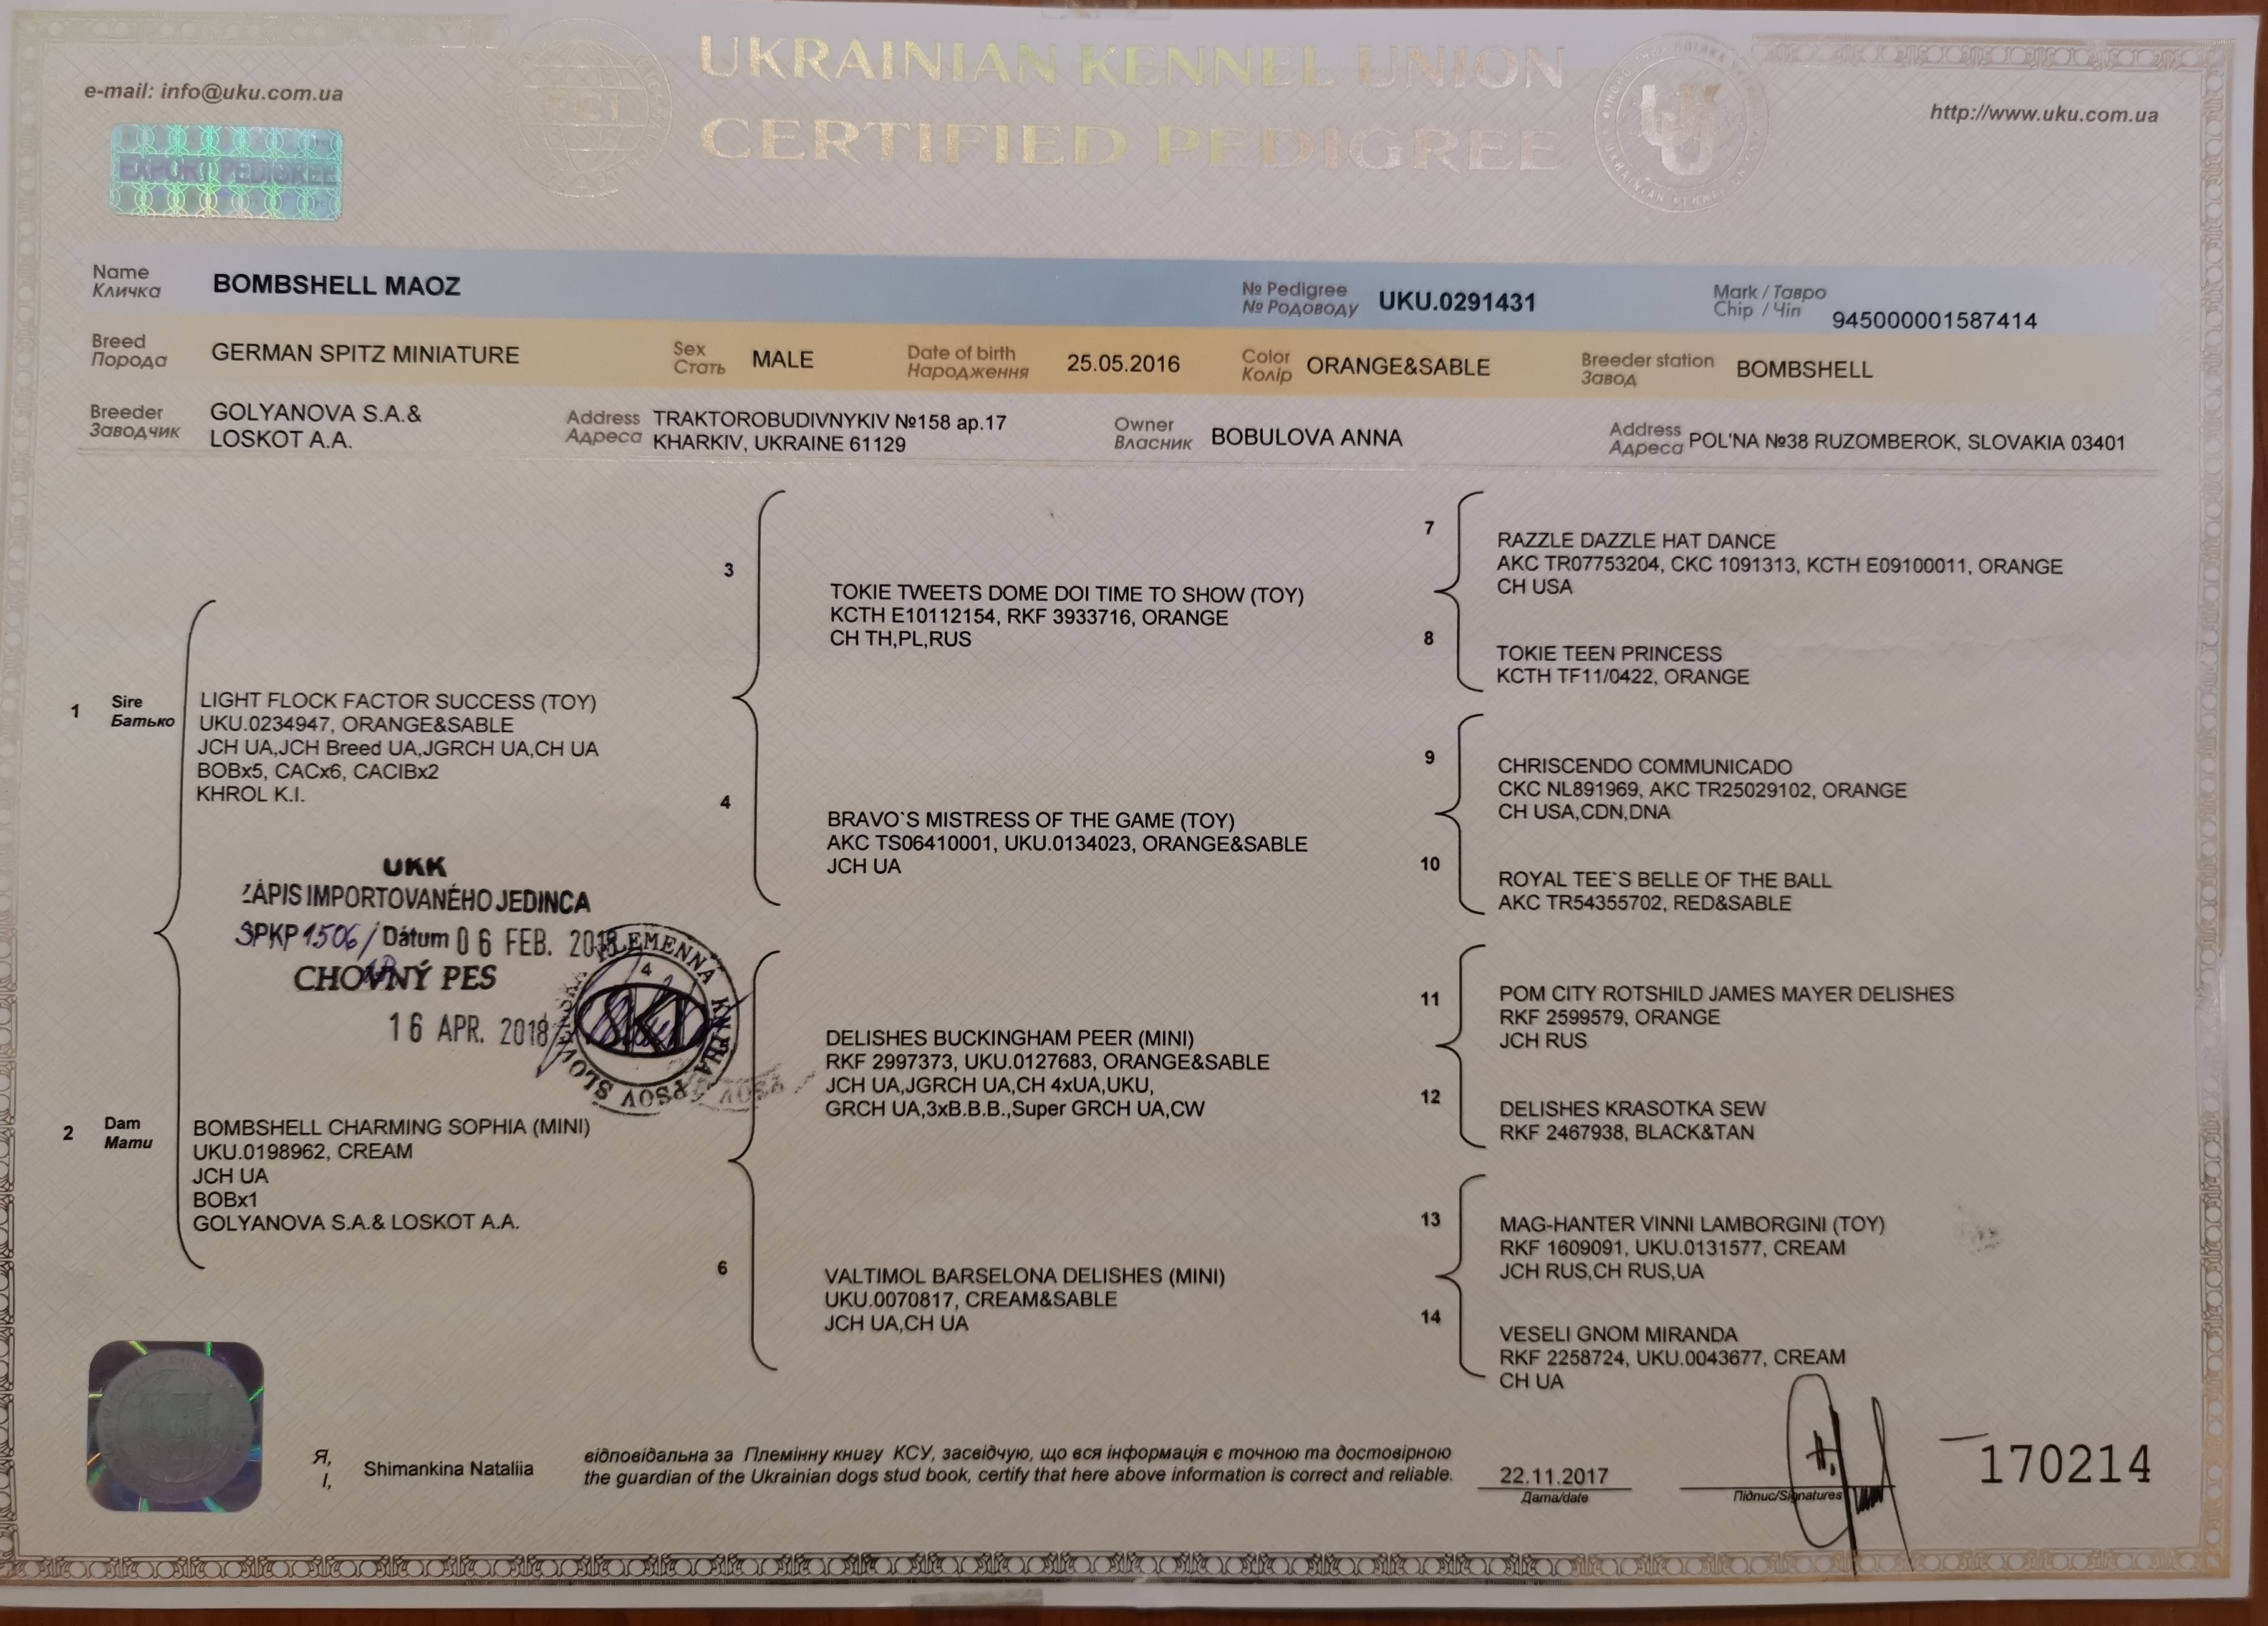 UKRAINIAN KENNEL UNION
CERTIFIED PEDIGREE
e-mail: info@uku.com.ua
http://www.uku.com.ua
EXPORT PEDIGREE
Name
Кличка
BOMBSHELL MAOZ
№ Pedigree
№ Родоводу
UKU.0291431
Mark / Тавро
Chip / Чіп
945000001587414
Breed
Порода
GERMAN SPITZ MINIATURE
Sex
Стать
MALE
Date of birth
Народження
25.05.2016
Color
Колір
ORANGE&SABLE
Breeder station
Завод
BOMBSHELL
Breeder
Заводчик
GOLYANOVA S.A.&
LOSKOT A.A.
Address
Адреса
TRAKTOROBUDIVNYKIV №158 ap.17
KHARKIV, UKRAINE 61129
Owner
Власник
BOBULOVA ANNA
Address
Адреса
POL'NA №38 RUZOMBEROK, SLOVAKIA 03401
1
Sire
Батько
LIGHT FLOCK FACTOR SUCCESS (TOY)
UKU.0234947, ORANGE&SABLE
JCH UA,JCH Breed UA,JGRCH UA,CH UA
BOBx5, CACx6, CACIBx2
KHROL K.I.
UKK
ZÁPIS IMPORTOVANÉHO JEDINCA
SPKP 1506/ Dátum 06 FEB. 2018
CHOVNÝ PES
16 APR. 2018
SLOVENSKÁ PLEMENNÁ KNIHA PSOV
4
SKJ
2
Dam
Мати
BOMBSHELL CHARMING SOPHIA (MINI)
UKU.0198962, CREAM
JCH UA
BOBx1
GOLYANOVA S.A.& LOSKOT A.A.
3
TOKIE TWEETS DOME DOI TIME TO SHOW (TOY)
KCTH E10112154, RKF 3933716, ORANGE
CH TH,PL,RUS
4
BRAVO`S MISTRESS OF THE GAME (TOY)
AKC TS06410001, UKU.0134023, ORANGE&SABLE
JCH UA
DELISHES BUCKINGHAM PEER (MINI)
RKF 2997373, UKU.0127683, ORANGE&SABLE
JCH UA,JGRCH UA,CH 4xUA,UKU,
GRCH UA,3xB.B.B.,Super GRCH UA,CW
6
VALTIMOL BARSELONA DELISHES (MINI)
UKU.0070817, CREAM&SABLE
JCH UA,CH UA
7
RAZZLE DAZZLE HAT DANCE
AKC TR07753204, CKC 1091313, KCTH E09100011, ORANGE
CH USA
8
TOKIE TEEN PRINCESS
KCTH TF11/0422, ORANGE
9
CHRISCENDO COMMUNICADO
CKC NL891969, AKC TR25029102, ORANGE
CH USA,CDN,DNA
10
ROYAL TEE`S BELLE OF THE BALL
AKC TR54355702, RED&SABLE
11
POM CITY ROTSHILD JAMES MAYER DELISHES
RKF 2599579, ORANGE
JCH RUS
12
DELISHES KRASOTKA SEW
RKF 2467938, BLACK&TAN
13
MAG-HANTER VINNI LAMBORGINI (TOY)
RKF 1609091, UKU.0131577, CREAM
JCH RUS,CH RUS,UA
14
VESELI GNOM MIRANDA
RKF 2258724, UKU.0043677, CREAM
CH UA
Я,
I,
Shimankina Nataliia
відповідальна за Племінну книгу КСУ, засвідчую, що вся інформація є точною та достовірною
the guardian of the Ukrainian dogs stud book, certify that here above information is correct and reliable.
22.11.2017
Дата/date
Підпис/Signatures
170214